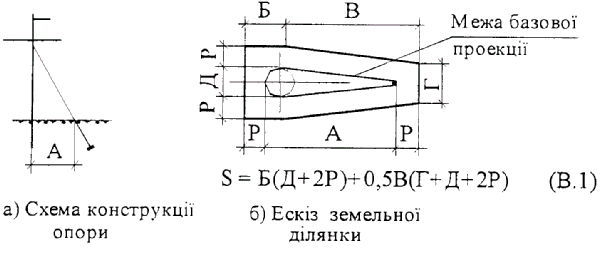 Б
В
Межа базової
проекції
Р
Д
Р
Г
А
Р
А
Р
S = Б(Д+2Р)+0,5В(Г+Д+2Р) (В.1)
а) Схема конструкції
опори
б) Ескіз земельної
ділянки